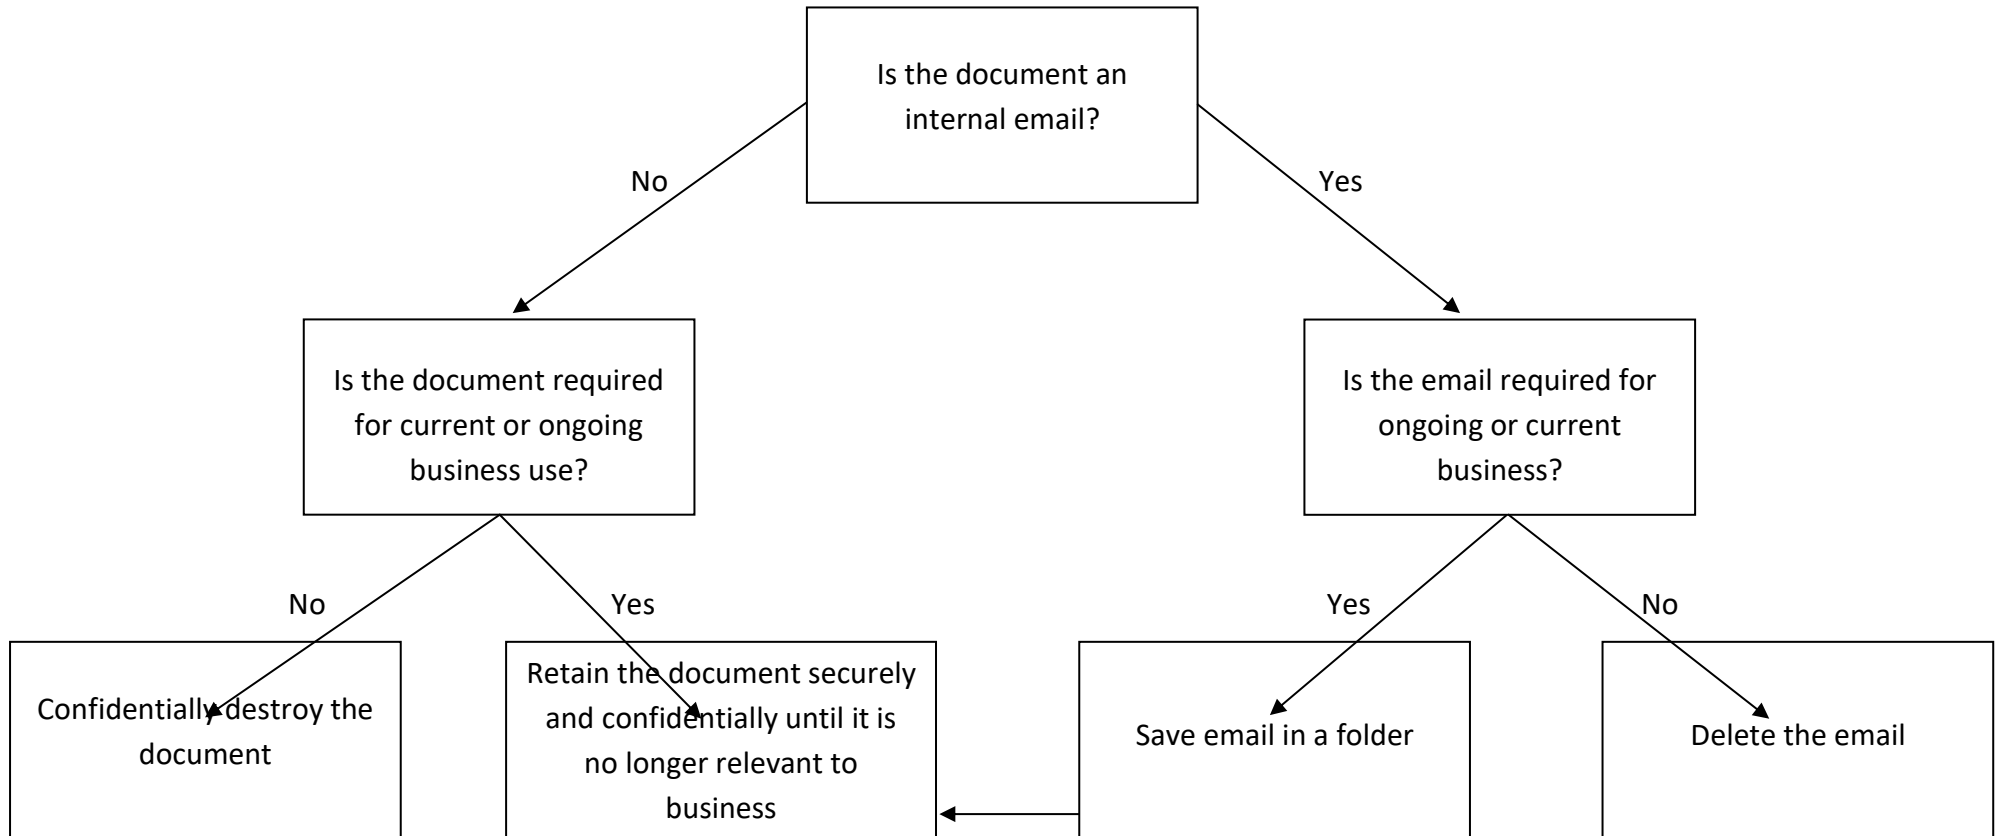 Is the document an
internal email?
No
Yes
Is the document required
for current or ongoing
business use?
Is the email required for
ongoing or current
business?
No
Yes
Yes
No
Confidentially destroy the
document
Retain the document securely
and confidentially until it is
no longer relevant to
business
Save email in a folder
Delete the email